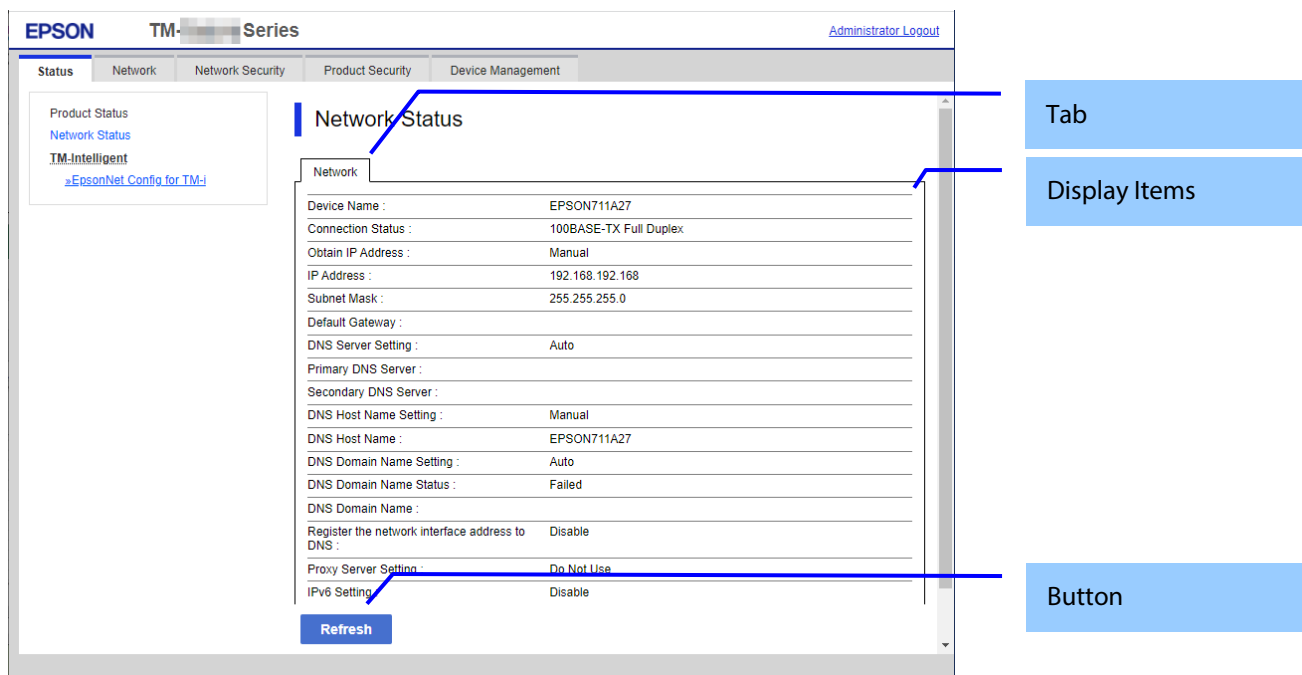 EPSON TM- Series Administrator Logout
Status Network Network Security Product Security Device Management
Product Status
Network Status
TM-Intelligent
»EpsonNet Config for TM-i
Network Status
Network
Device Name : EPSON711A27
Connection Status : 100BASE-TX Full Duplex
Obtain IP Address : Manual
IP Address : 192.168.192.168
Subnet Mask : 255.255.255.0
Default Gateway :
DNS Server Setting : Auto
Primary DNS Server :
Secondary DNS Server :
DNS Host Name Setting : Manual
DNS Host Name : EPSON711A27
DNS Domain Name Setting : Auto
DNS Domain Name Status : Failed
DNS Domain Name :
Register the network interface address to Disable
DNS :
Proxy Server Setting : Do Not Use
IPv6 Setting Disable
Refresh
Tab
Display Items
Button